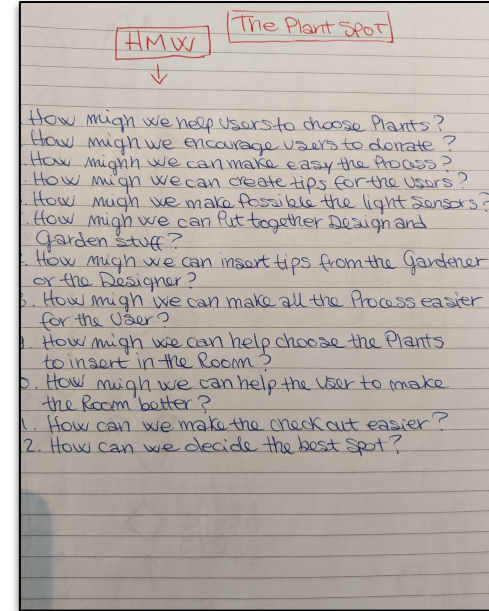 The Plant SPOT
HMW
How migh we help users to choose Plants?
How migh we encourage users to donate?
How mighh we can make easy the Process?
How migh we can create tips for the Users?
How migh we make Possible the light Sensors?
How migh we can Put together Design and
Garden stuff?
How migh we can insert tips from the Gardener
or the Designer?
How migh we can make all the Process easier
for the User?
How migh we can help choose the Plants
to insert in the Room?
0. How migh we can help the User to make
the Room better?
1. How can we make the check out easier?
2. How can we decide the best Spot?